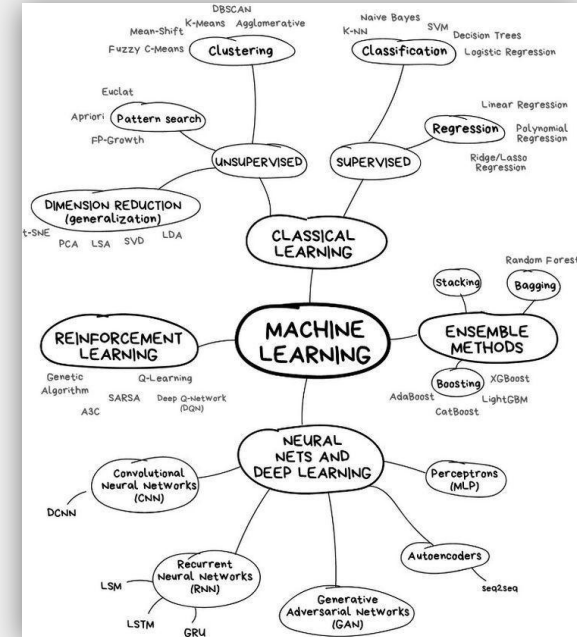 DBSCAN
K-Means Agglomerative
Mean-Shift
Fuzzy C-Means
Clustering
Naive Bayes
K-NN
SVM
Decision Trees
Logistic Regression
Classification
Euclat
Apriori
Pattern search
FP-Growth
Linear Regression
Regression
Polynomial
Regression
Ridge/Lasso
Regression
UNSUPERVISED
SUPERVISED
DIMENSION REDUCTION
(generalization)
t-SNE
PCA
LSA
SVD
LDA
CLASSICAL
LEARNING
Random Forest
Stacking
Bagging
MACHINE
LEARNING
REINFORCEMENT
LEARNING
ENSEMBLE
METHODS
Genetic
Algorithm
Q-Learning
SARSA
Deep Q-Network
(DQN)
A3C
Boosting
XGBoost
AdaBoost
LightGBM
CatBoost
NEURAL
NETS AND
DEEP LEARNING
Convolutional
Neural Networks
(CNN)
DCNN
Perceptrons
(MLP)
Autoencoders
seq2seq
Recurrent
Neural Networks
(RNN)
LSM
LSTM
GRU
Generative
Adversarial Networks
(GAN)